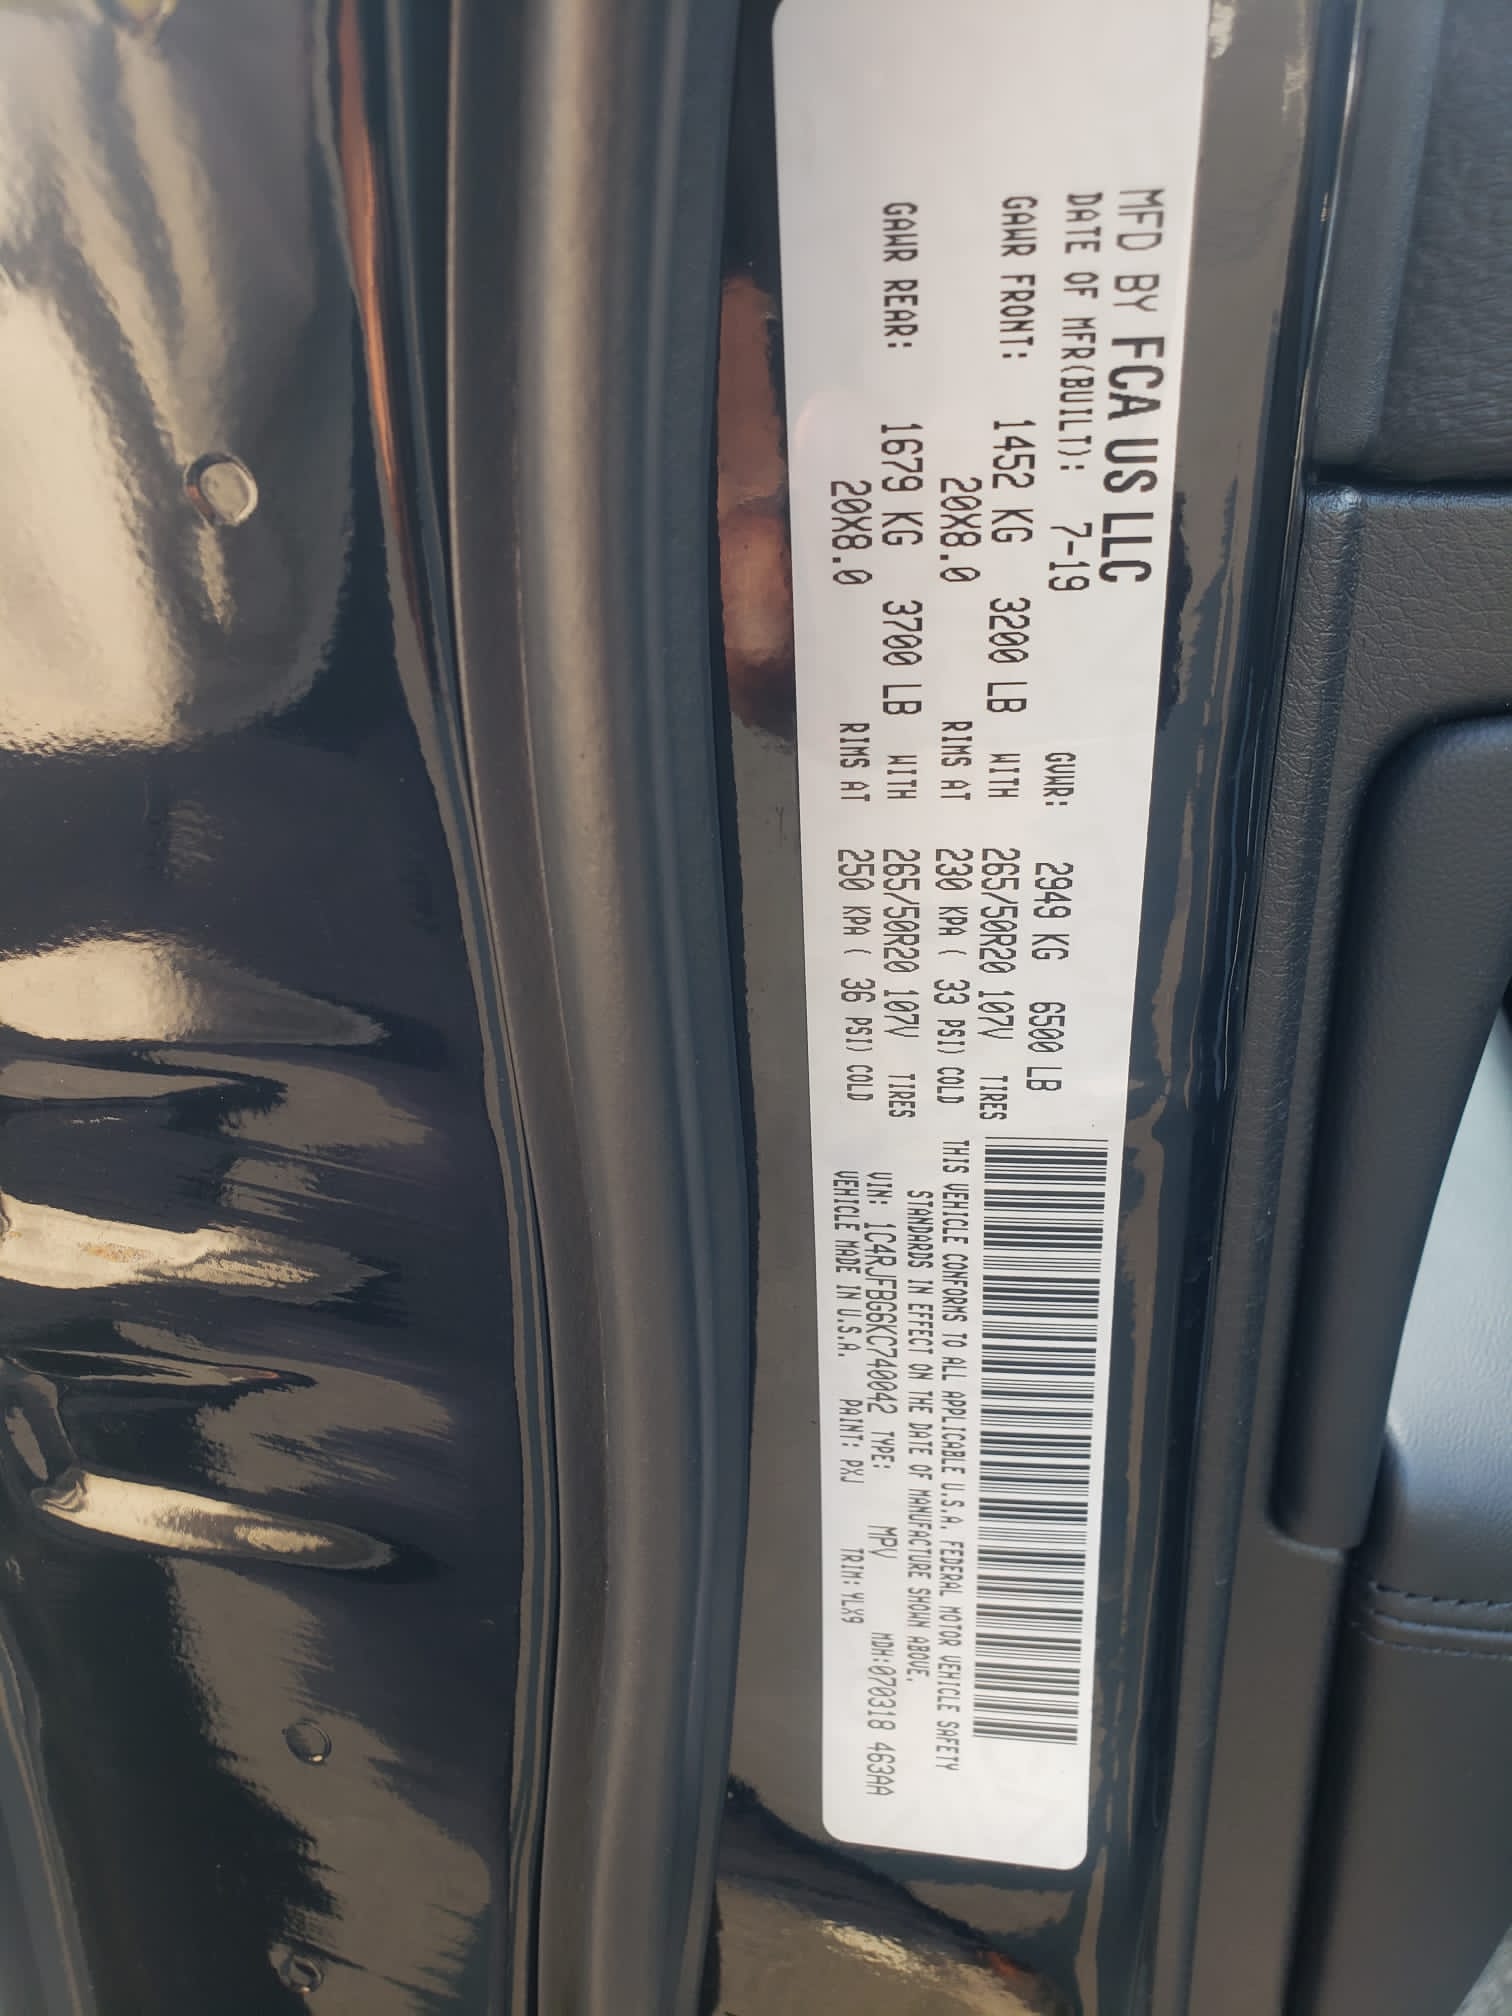 MFD BY FCA US LLC
DATE OF MFR(BUILT): 7-19 GVWR: 2949 KG 6500 LB
GAWR FRONT: 1452 KG 3200 LB WITH 265/50R20 107V TIRES
20X8.0 RIMS AT 230 KPA ( 33 PSI) COLD
GAWR REAR: 1679 KG 3700 LB WITH 265/50R20 107V TIRES
20X8.0 RIMS AT 250 KPA ( 36 PSI) COLD
THIS VEHICLE CONFORMS TO ALL APPLICABLE U.S.A. FEDERAL MOTOR VEHICLE SAFETY
STANDARDS IN EFFECT ON THE DATE OF MANUFACTURE SHOWN ABOVE.
VIN: 1C4RJFBG6KC740042 TYPE: MPV MDH:070318 463AA
VEHICLE MADE IN U.S.A. PAINT: PXJ TRIM:YLX9